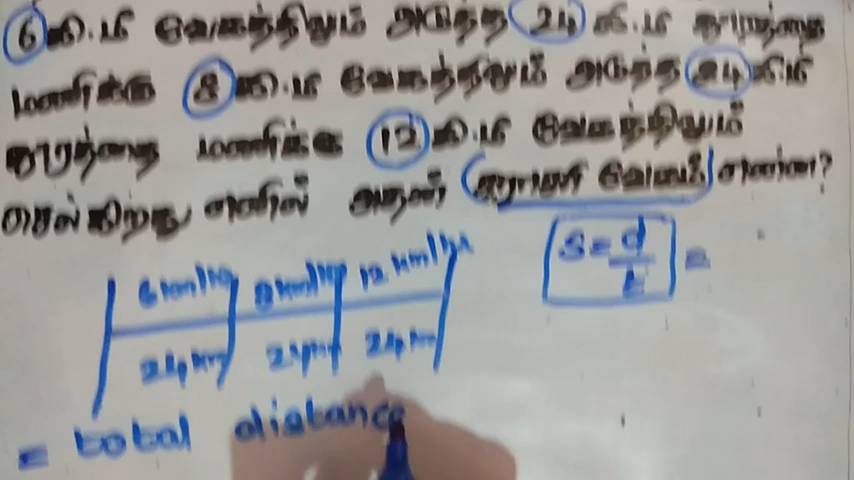 6 கி.மி வேகத்திலும் அடுத்த 24 கி.மி தூரத்தை
மணிக்கு 8 கி.மி வேகத்திலும் அடுத்த 24 கிமி
தூரத்தை மணிக்கு 12 கி.மி வேகத்திலும்
செல்கிறது எனில் அதன் சராசரி வேகம் என்ன?
S = d/t =
6 km/hr 8 km/hr 12 km/hr
24 km 24 km 24 km
= total distance